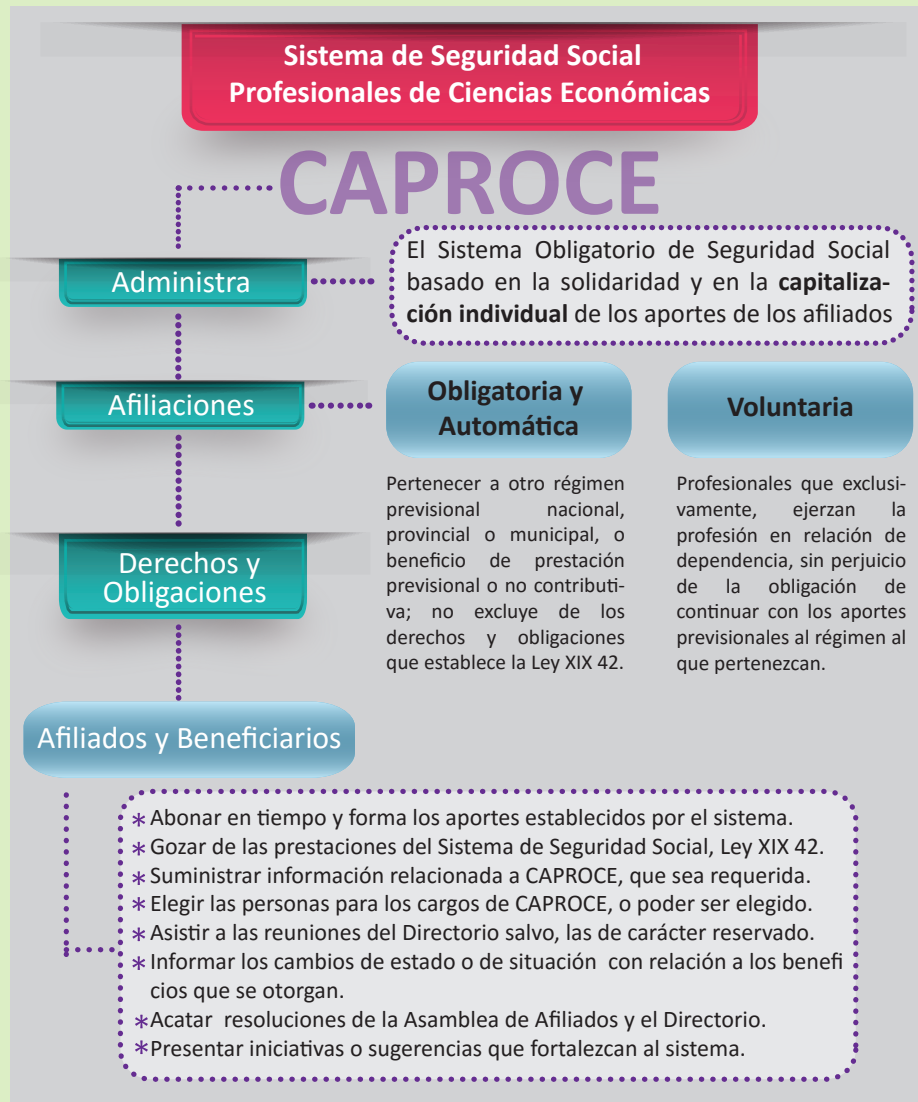 Sistema de Seguridad Social
Profesionales de Ciencias Económicas
CAPROCE
Administra
El Sistema Obligatorio de Seguridad Social
basado en la solidaridad y en la capitaliza-
ción individual de los aportes de los afiliados
Afiliaciones
Obligatoria y
Automática
Pertenecer a otro régimen
previsional nacional,
provincial o municipal, o
beneficio de prestación
previsional o no contributi-
va; no excluye de los
derechos y obligaciones
que establece la Ley XIX 42.
Voluntaria
Profesionales que exclusi-
vamente, ejerzan la
profesión en relación de
dependencia, sin perjuicio
de la obligación de
continuar con los aportes
previsionales al régimen al
que pertenezcan.
Derechos y
Obligaciones
Afiliados y Beneficiarios
* Abonar en tiempo y forma los aportes establecidos por el sistema.
* Gozar de las prestaciones del Sistema de Seguridad Social, Ley XIX 42.
* Suministrar información relacionada a CAPROCE, que sea requerida.
* Elegir las personas para los cargos de CAPROCE, o poder ser elegido.
* Asistir a las reuniones del Directorio salvo, las de carácter reservado.
* Informar los cambios de estado o de situación con relación a los benefi
cios que se otorgan.
* Acatar resoluciones de la Asamblea de Afiliados y el Directorio.
* Presentar iniciativas o sugerencias que fortalezcan al sistema.